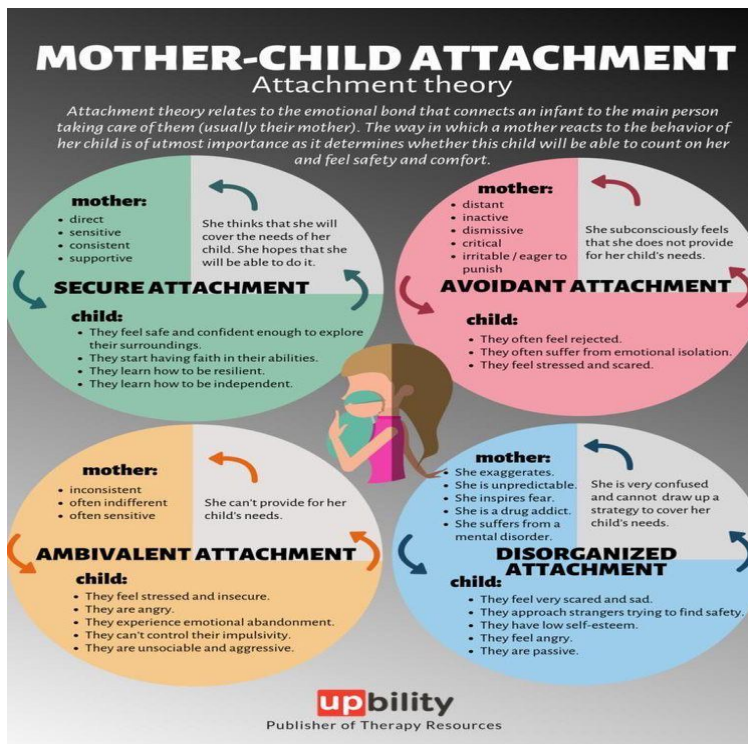 MOTHER-CHILD ATTACHMENT
Attachment theory
Attachment theory relates to the emotional bond that connects an infant to the main person
taking care of them (usually their mother). The way in which a mother reacts to the behavior of
her child is of utmost importance as it determines whether this child will be able to count on her
and feel safety and comfort.
mother:
• direct
• sensitive
• consistent
• supportive
She thinks that she will
cover the needs of her
child. She hopes that she
will be able to do it.
SECURE ATTACHMENT
child:
• They feel safe and confident enough to explore
their surroundings.
• They start having faith in their abilities.
• They learn how to be resilient.
• They learn how to be independent.
mother:
• distant
• inactive
• dismissive
• critical
• irritable / eager to
punish
She subconsciously feels
that she does not provide
for her child's needs.
AVOIDANT ATTACHMENT
child:
• They often feel rejected.
• They often suffer from emotional isolation.
• They feel stressed and scared.
mother:
• inconsistent
• often indifferent
• often sensitive
She can't provide for her
child's needs.
AMBIVALENT ATTACHMENT
child:
• They feel stressed and insecure.
• They are angry.
• They experience emotional abandonment.
• They can't control their impulsivity.
• They are unsociable and aggressive.
mother:
• She exaggerates.
• She is unpredictable.
• She inspires fear.
• She is a drug addict.
• She suffers from a
mental disorder.
She is very confused
and cannot draw up a
strategy to cover her
child's needs.
DISORGANIZED
ATTACHMENT
child:
• They feel very scared and sad.
• They approach strangers trying to find safety.
• They have low self-esteem.
• They feel angry.
• They are passive.
upbility
Publisher of Therapy Resources